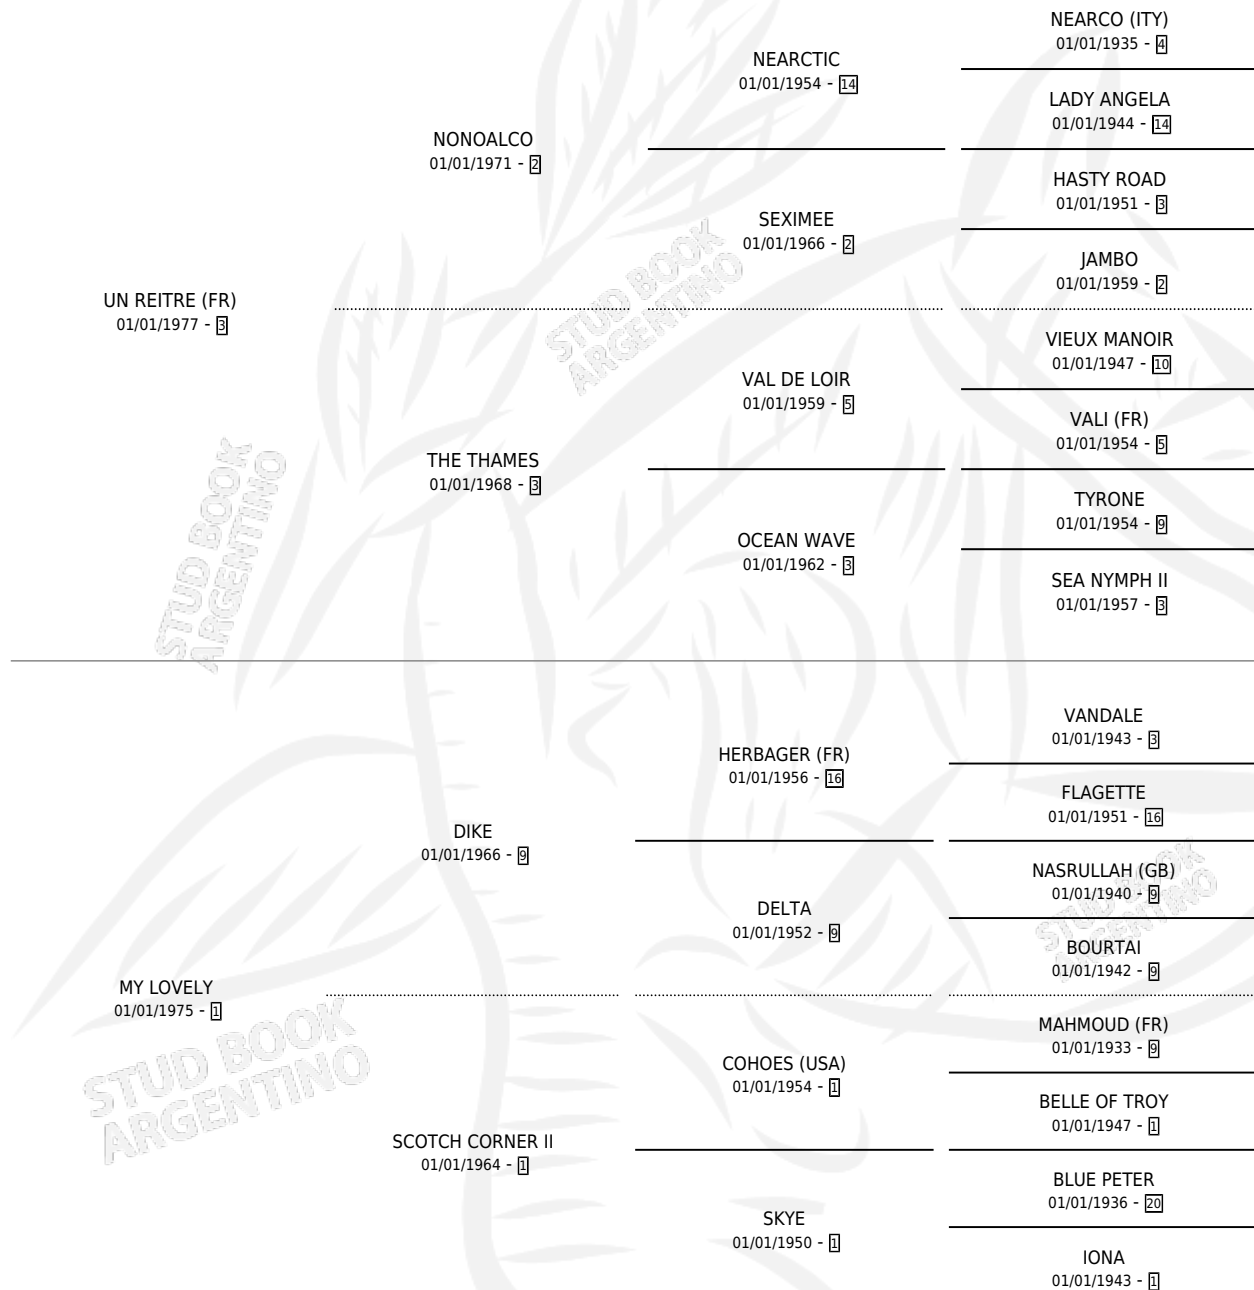 NEARCO (ITY)
01/01/1935 - 4
NEARCTIC
01/01/1954 - 14
LADY ANGELA
01/01/1944 - 14
NONOALCO
01/01/1971 - 2
HASTY ROAD
01/01/1951 - 3
SEXIMEE
01/01/1966 - 2
JAMBO
01/01/1959 - 2
UN REITRE (FR)
01/01/1977 - 3
STUD BOOK
ARGENTINO
VIEUX MANOIR
01/01/1947 - 10
VAL DE LOIR
01/01/1959 - 5
VALI (FR)
01/01/1954 - 5
THE THAMES
01/01/1968 - 3
TYRONE
01/01/1954 - 9
OCEAN WAVE
01/01/1962 - 3
SEA NYMPH II
01/01/1957 - 3
STUD BOOK
ARGENTINO
VANDALE
01/01/1943 - 3
HERBAGER (FR)
01/01/1956 - 16
FLAGETTE
01/01/1951 - 16
DIKE
01/01/1966 - 9
NASRULLAH (GB)
01/01/1940 - 9
DELTA
01/01/1952 - 9
BOURTAI
01/01/1942 - 9
STUD BOOK
ARGENTINO
MY LOVELY
01/01/1975 - 1
MAHMOUD (FR)
01/01/1933 - 9
COHOES (USA)
01/01/1954 - 1
BELLE OF TROY
01/01/1947 - 1
STUD BOOK
ARGENTINO
SCOTCH CORNER II
01/01/1964 - 1
BLUE PETER
01/01/1936 - 20
SKYE
01/01/1950 - 1
IONA
01/01/1943 - 1